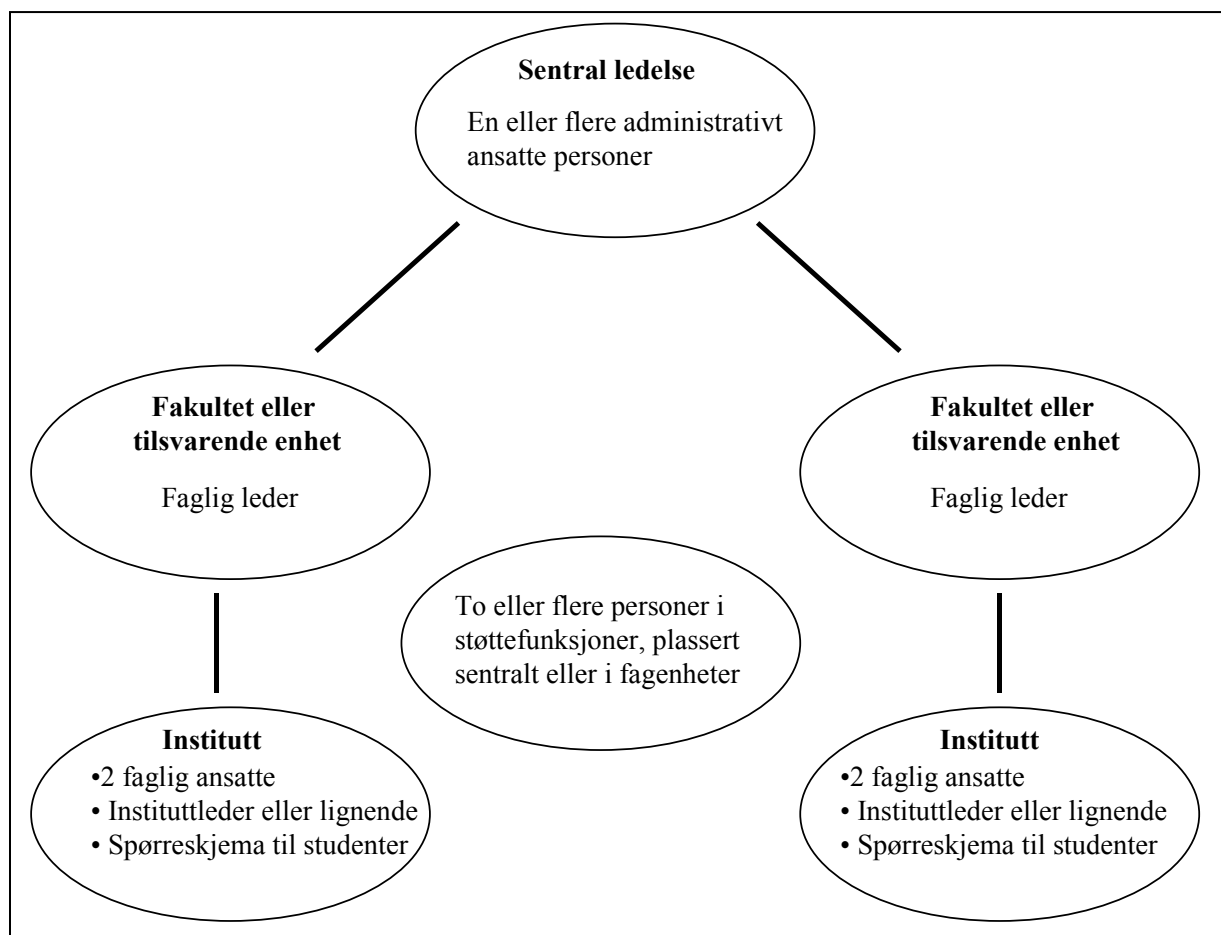 Sentral ledelse
En eller flere administrativt
ansatte personer
Fakultet eller
tilsvarende enhet
Faglig leder
Fakultet eller
tilsvarende enhet
Faglig leder
To eller flere personer i
støttefunksjoner, plassert
sentralt eller i fagenheter
Institutt
•2 faglig ansatte
• Instituttleder eller lignende
• Spørreskjema til studenter
Institutt
•2 faglig ansatte
• Instituttleder eller lignende
• Spørreskjema til studenter